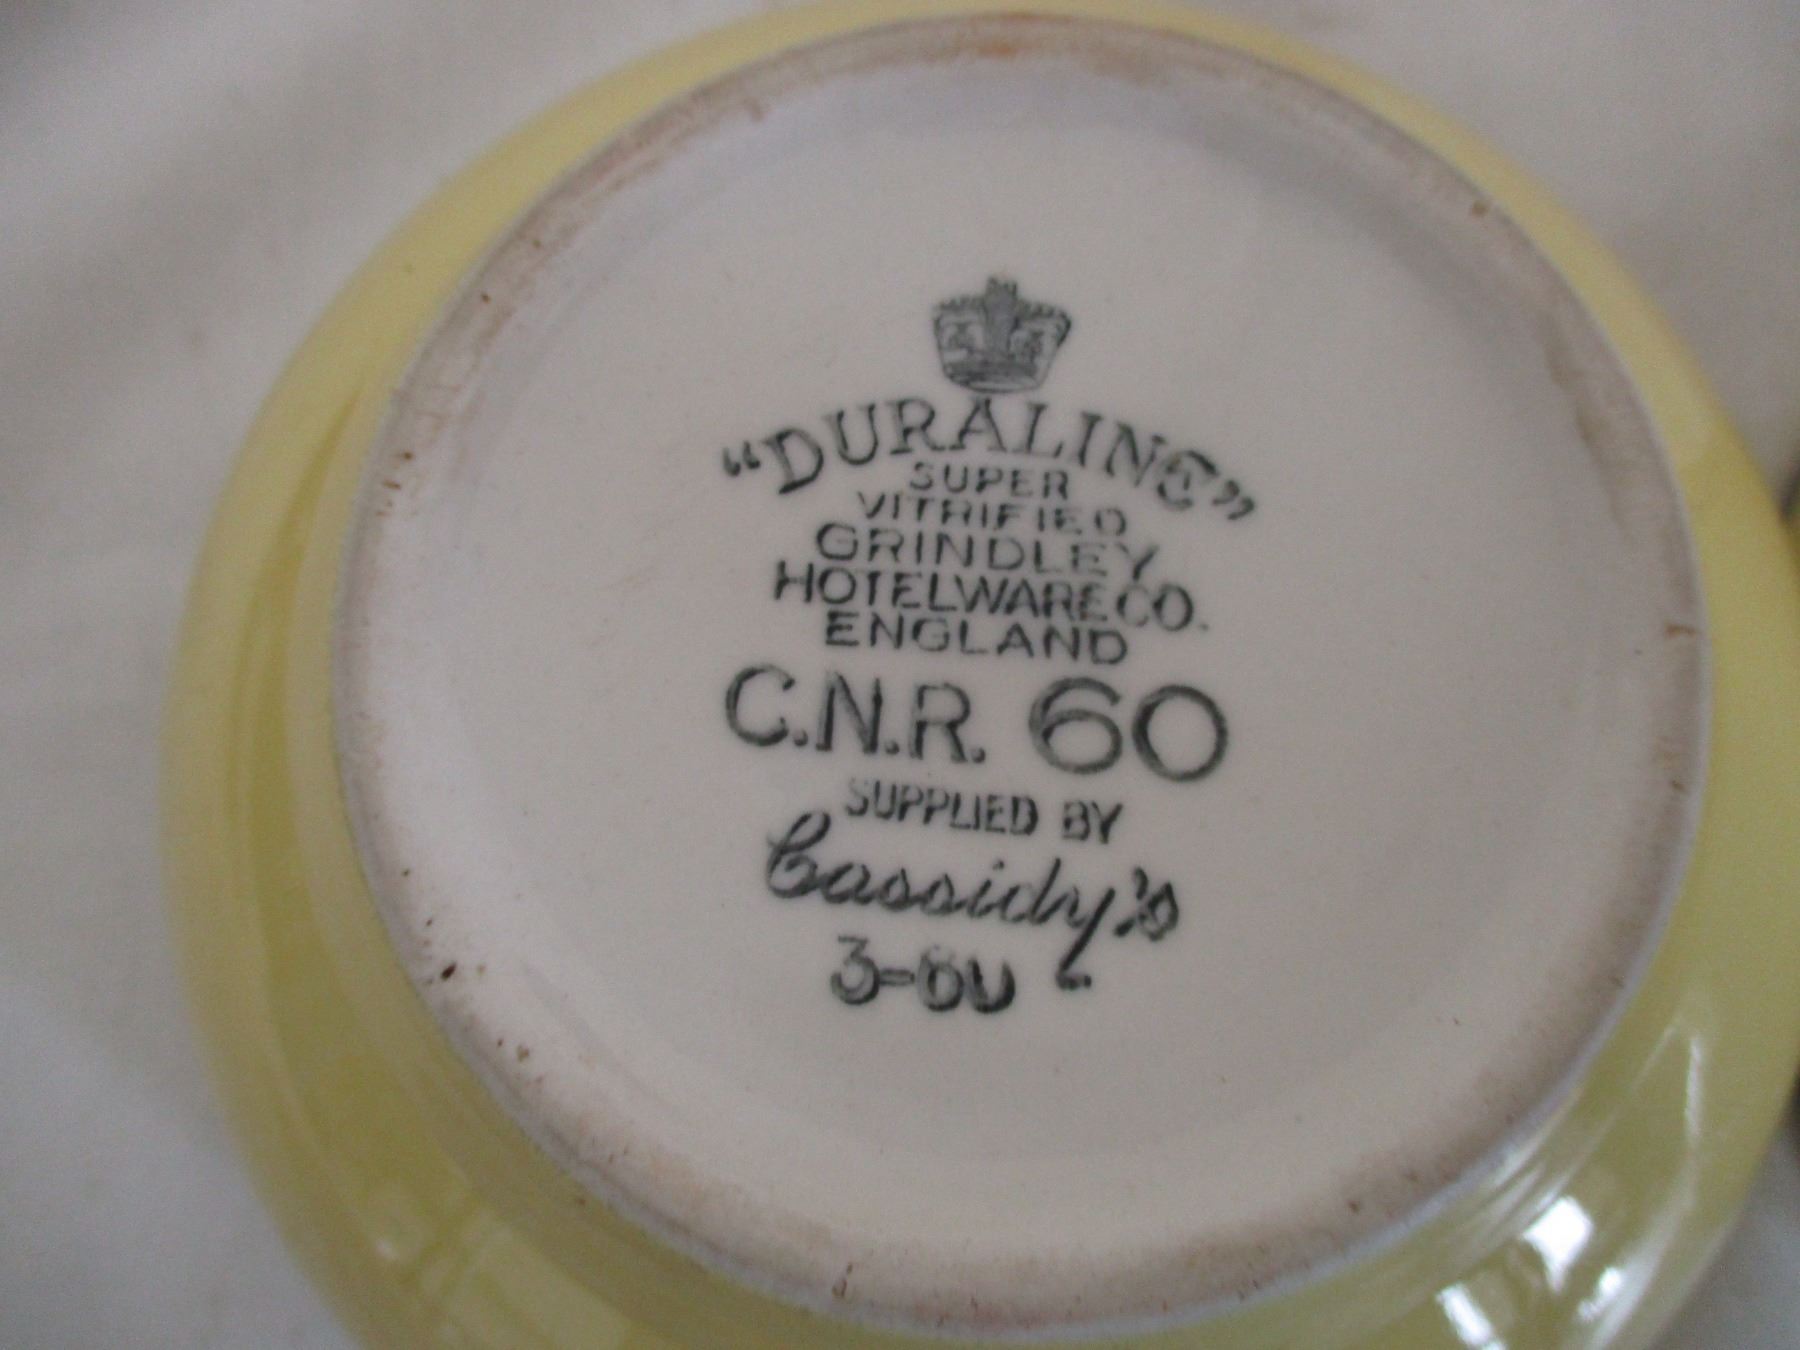 "DURALINE"
SUPER
VITRIFIED
GRINDLEY
HOTELWARE CO.
ENGLAND
C.N.R. 60
SUPPLIED BY
Cassidy's